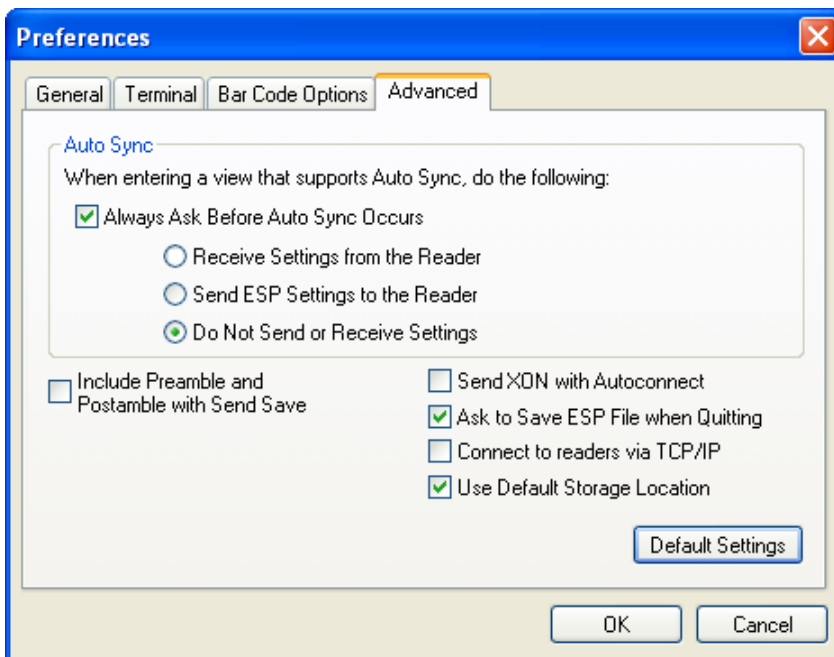 Preferences
General Terminal Bar Code Options Advanced
Auto Sync
When entering a view that supports Auto Sync, do the following:
Always Ask Before Auto Sync Occurs
Receive Settings from the Reader
Send ESP Settings to the Reader
Do Not Send or Receive Settings
Include Preamble and
Postamble with Send Save
Send XON with Autoconnect
Ask to Save ESP File when Quitting
Connect to readers via TCP/IP
Use Default Storage Location
Default Settings
OK Cancel